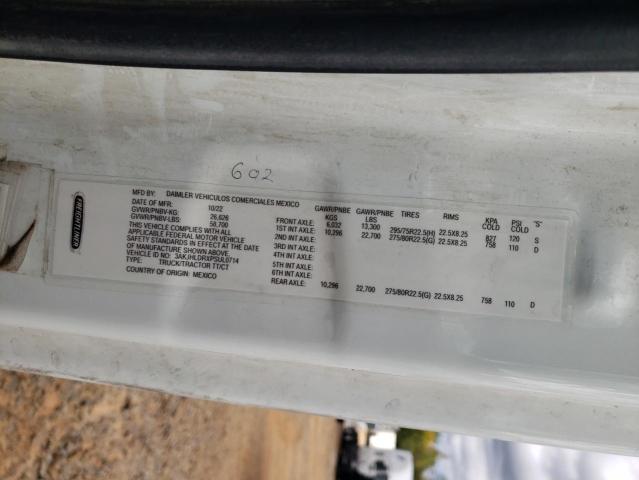 602
FREIGHTLINER
MFD BY: DAIMLER VEHICULOS COMERCIALES MEXICO
DATE OF MFR: 10/22
GVWR/PNBV-KG: 26,626
GVWR/PNBV-LBS: 58,700
THIS VEHICLE COMPLIES WITH ALL
APPLICABLE FEDERAL MOTOR VEHICLE
SAFETY STANDARDS IN EFFECT ON THE DATE
OF MANUFACTURE SHOWN ABOVE.
VEHICLE ID NO: 3AKJHLDRXPSUL0714
TYPE: TRUCK/TRACTOR TT/CT
COUNTRY OF ORIGIN: MEXICO
GAWR/PNBE KGS GAWR/PNBE LBS TIRES RIMS KPA COLD PSI COLD "S"
FRONT AXLE: 6,032 13,300 295/75R22.5(H) 22.5X8.25 827 120 S
1ST INT AXLE: 10,296 22,700 275/80R22.5(G) 22.5X8.25 758 110 D
2ND INT AXLE:
3RD INT AXLE:
4TH INT AXLE:
5TH INT AXLE:
6TH INT AXLE:
REAR AXLE: 10,296 22,700 275/80R22.5(G) 22.5X8.25 758 110 D